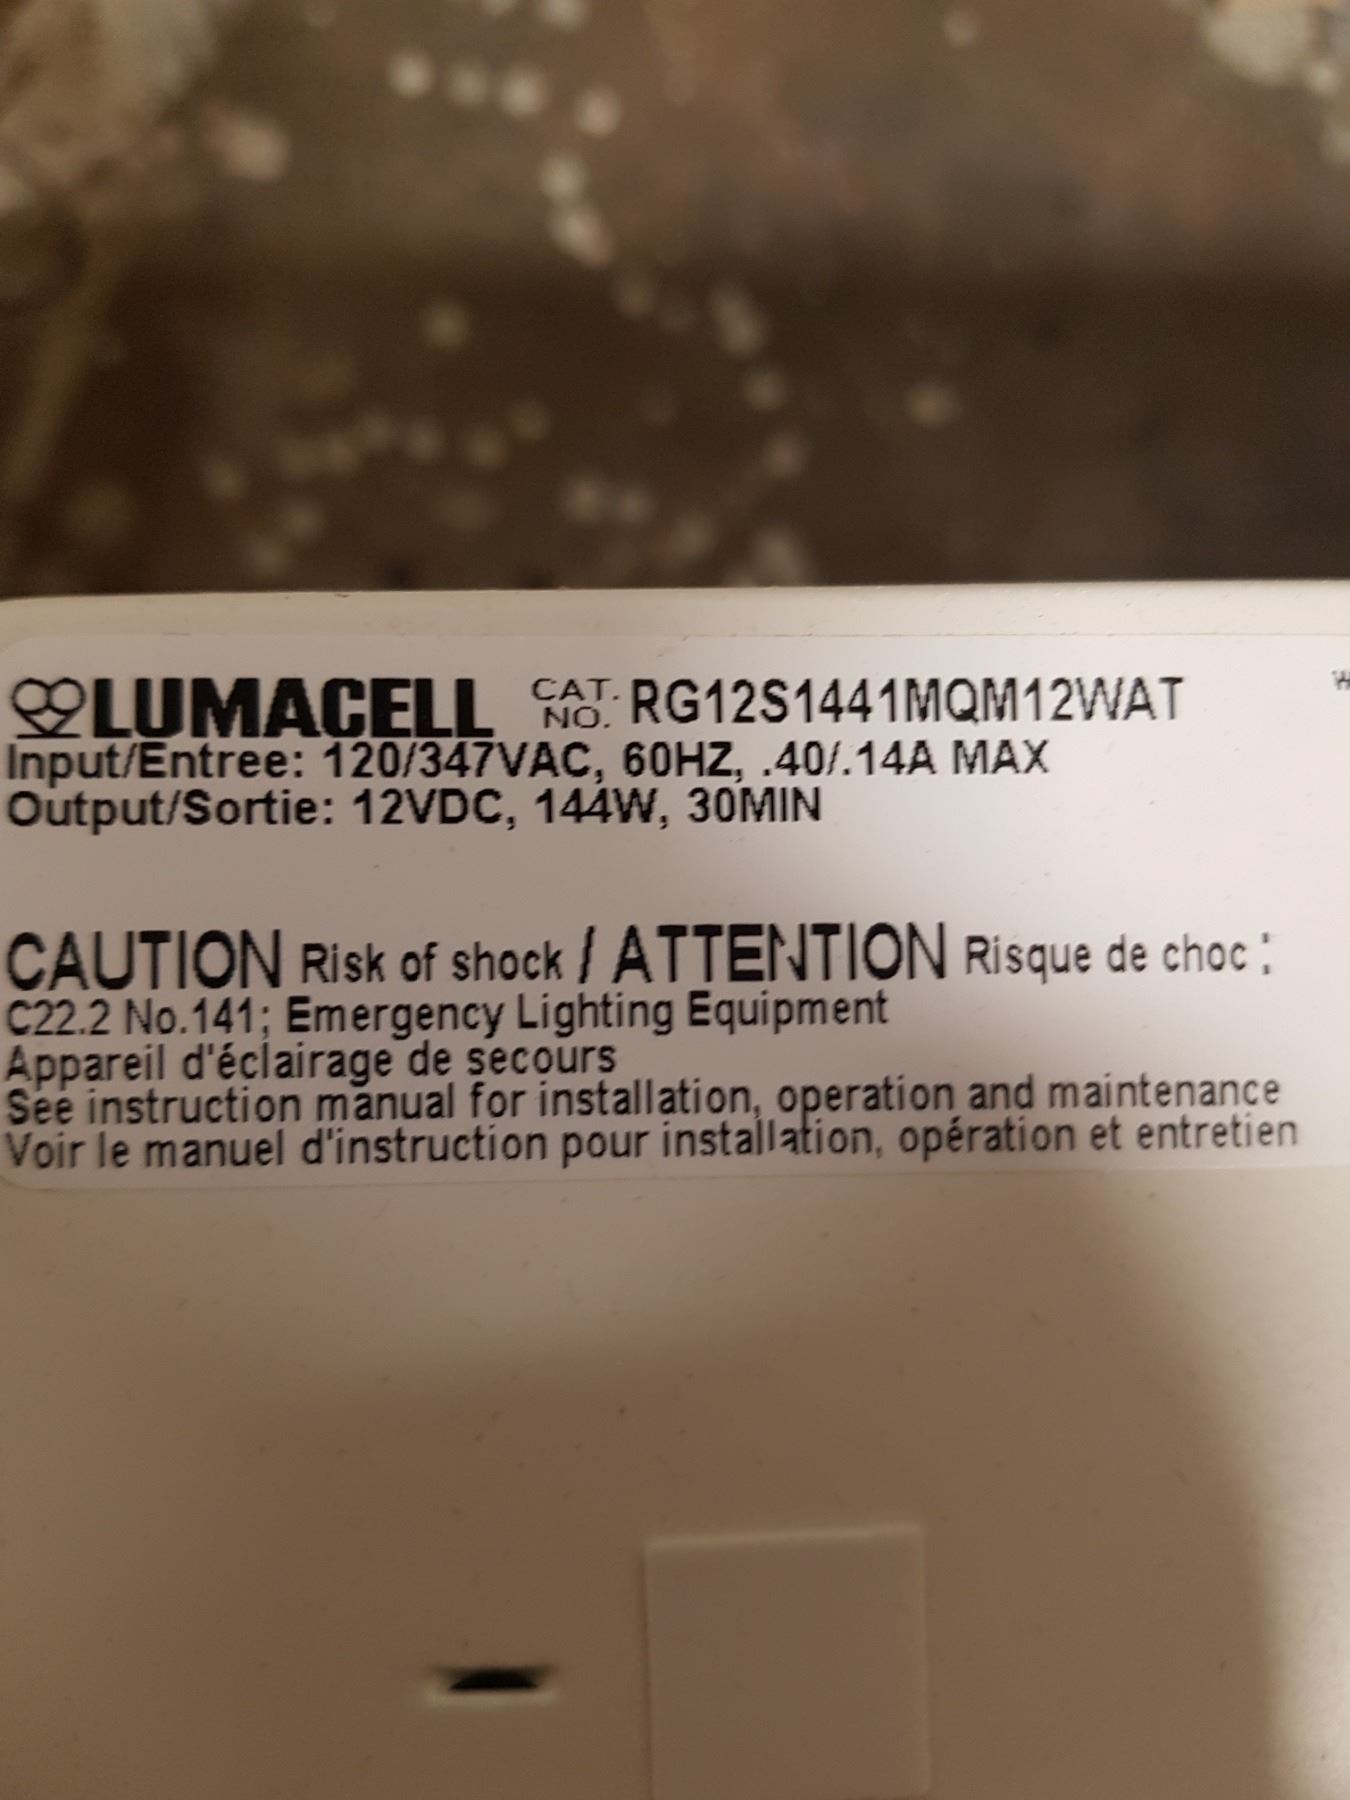 LUMACELL CAT. NO. RG12S1441MQM12WAT
Input/Entree: 120/347VAC, 60HZ, .40/.14A MAX
Output/Sortie: 12VDC, 144W, 30MIN
CAUTION Risk of shock / ATTENTION Risque de choc :
C22.2 No.141; Emergency Lighting Equipment
Appareil d'éclairage de secours
See instruction manual for installation, operation and maintenance
Voir le manuel d'instruction pour installation, opération et entretien